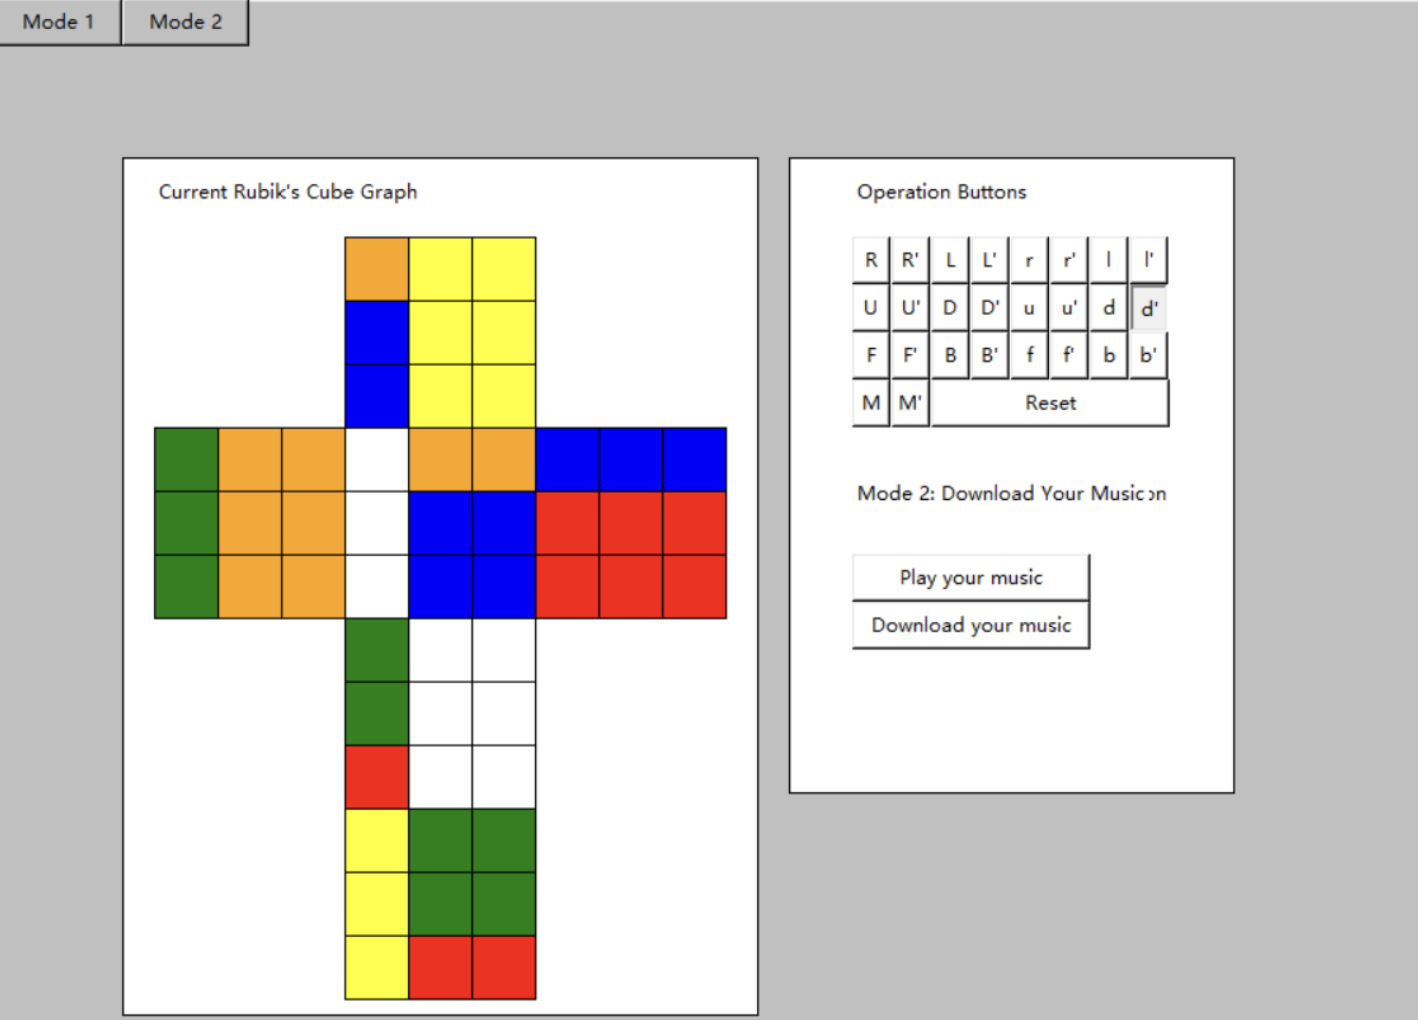 Mode 1 Mode 2
Current Rubik's Cube Graph
Operation Buttons
R R' L L' r r' l l'
U U' D D' u u' d d'
F F' B B' f f' b b'
M M' Reset
Mode 2: Download Your Music on
Play your music
Download your music